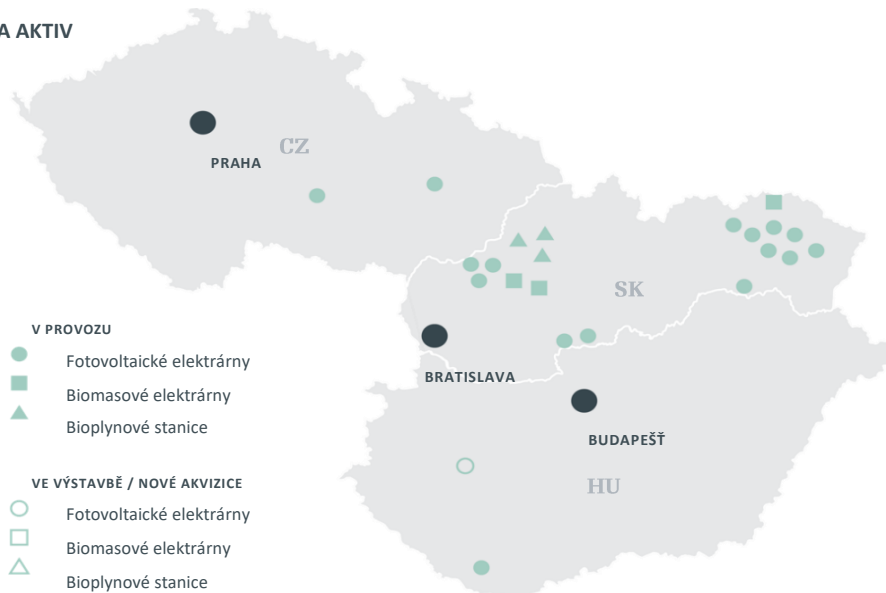 A AKTIV
CZ
PRAHA
SK
V PROVOZU
Fotovoltaické elektrárny
BRATISLAVA
Biomasové elektrárny
Bioplynové stanice
BUDAPEŠŤ
VE VÝSTAVBĚ / NOVÉ AKVIZICE
HU
Fotovoltaické elektrárny
Biomasové elektrárny
Bioplynové stanice